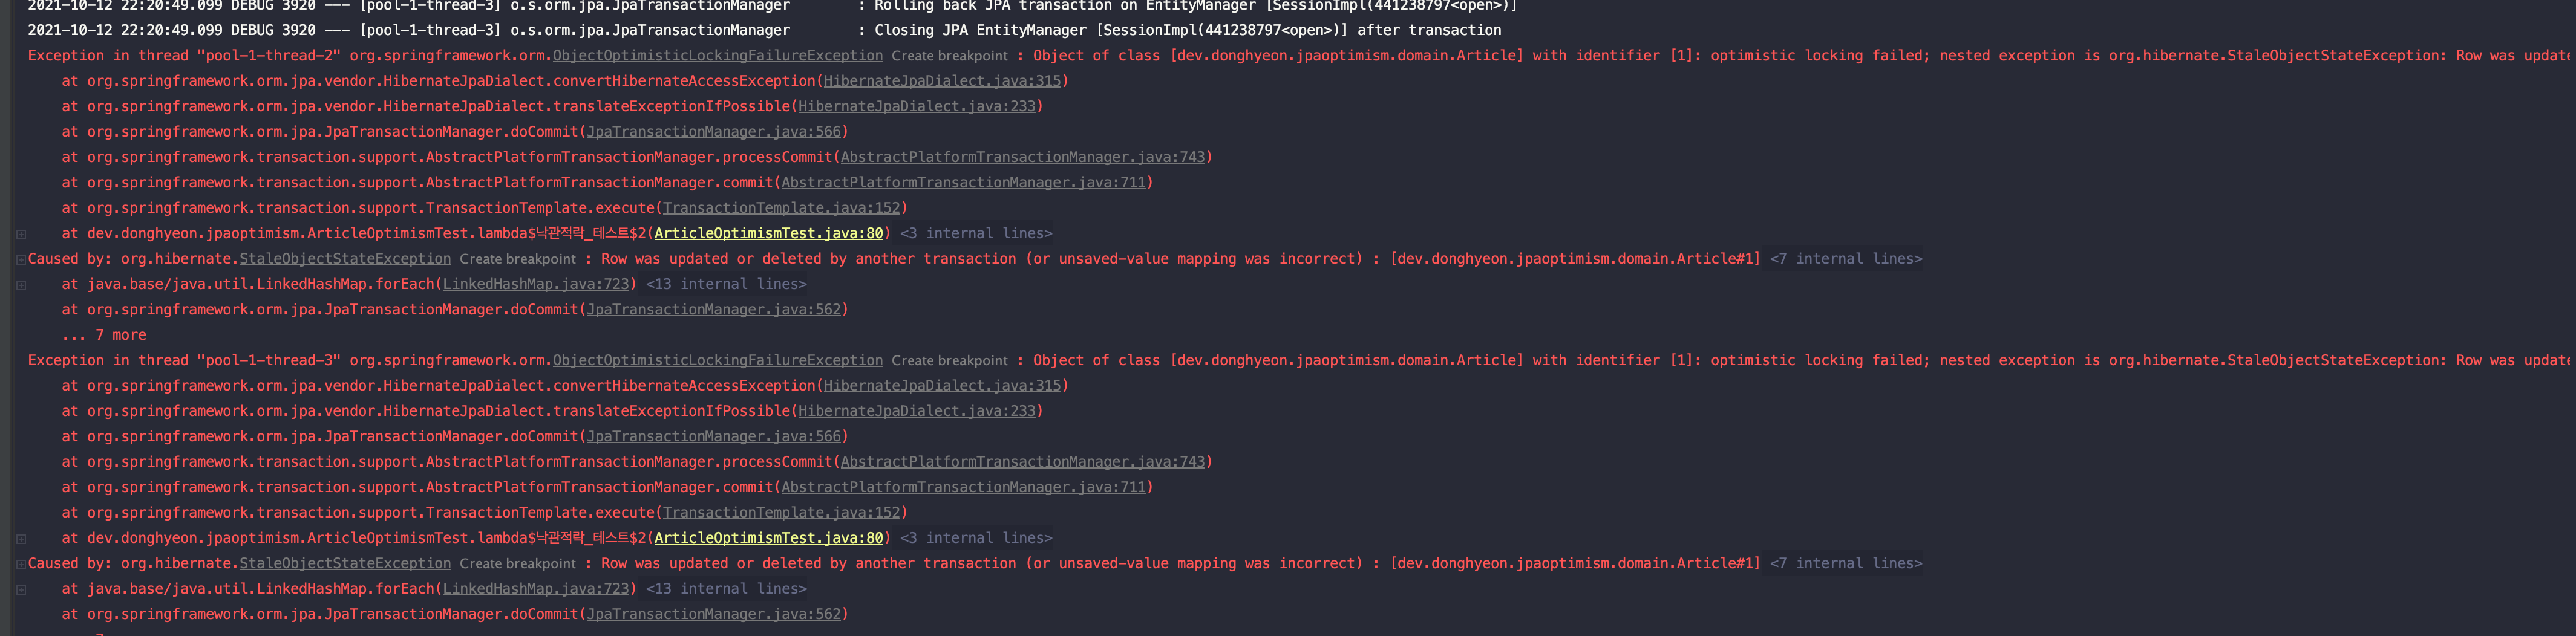 2021-10-12 22:20:49.099 DEBUG 3920 --- [pool-1-thread-3] o.s.orm.jpa.JpaTransactionManager        : Rolling back JPA transaction on EntityManager [SessionImpl(441238797<open>)]
2021-10-12 22:20:49.099 DEBUG 3920 --- [pool-1-thread-3] o.s.orm.jpa.JpaTransactionManager        : Closing JPA EntityManager [SessionImpl(441238797<open>)] after transaction
Exception in thread "pool-1-thread-2" org.springframework.orm.ObjectOptimisticLockingFailureException Create breakpoint : Object of class [dev.donghyeon.jpaoptimism.domain.Article] with identifier [1]: optimistic locking failed; nested exception is org.hibernate.StaleObjectStateException: Row was update
at org.springframework.orm.jpa.vendor.HibernateJpaDialect.convertHibernateAccessException(HibernateJpaDialect.java:315)
at org.springframework.orm.jpa.vendor.HibernateJpaDialect.translateExceptionIfPossible(HibernateJpaDialect.java:233)
at org.springframework.orm.jpa.JpaTransactionManager.doCommit(JpaTransactionManager.java:566)
at org.springframework.transaction.support.AbstractPlatformTransactionManager.processCommit(AbstractPlatformTransactionManager.java:743)
at org.springframework.transaction.support.AbstractPlatformTransactionManager.commit(AbstractPlatformTransactionManager.java:711)
at org.springframework.transaction.support.TransactionTemplate.execute(TransactionTemplate.java:152)
at dev.donghyeon.jpaoptimism.ArticleOptimismTest.lambda$낙관적락_테스트$2(ArticleOptimismTest.java:80) <3 internal lines>
Caused by: org.hibernate.StaleObjectStateException Create breakpoint : Row was updated or deleted by another transaction (or unsaved-value mapping was incorrect) : [dev.donghyeon.jpaoptimism.domain.Article#1] <7 internal lines>
at java.base/java.util.LinkedHashMap.forEach(LinkedHashMap.java:723) <13 internal lines>
at org.springframework.orm.jpa.JpaTransactionManager.doCommit(JpaTransactionManager.java:562)
... 7 more
Exception in thread "pool-1-thread-3" org.springframework.orm.ObjectOptimisticLockingFailureException Create breakpoint : Object of class [dev.donghyeon.jpaoptimism.domain.Article] with identifier [1]: optimistic locking failed; nested exception is org.hibernate.StaleObjectStateException: Row was update
at org.springframework.orm.jpa.vendor.HibernateJpaDialect.convertHibernateAccessException(HibernateJpaDialect.java:315)
at org.springframework.orm.jpa.vendor.HibernateJpaDialect.translateExceptionIfPossible(HibernateJpaDialect.java:233)
at org.springframework.orm.jpa.JpaTransactionManager.doCommit(JpaTransactionManager.java:566)
at org.springframework.transaction.support.AbstractPlatformTransactionManager.processCommit(AbstractPlatformTransactionManager.java:743)
at org.springframework.transaction.support.AbstractPlatformTransactionManager.commit(AbstractPlatformTransactionManager.java:711)
at org.springframework.transaction.support.TransactionTemplate.execute(TransactionTemplate.java:152)
at dev.donghyeon.jpaoptimism.ArticleOptimismTest.lambda$낙관적락_테스트$2(ArticleOptimismTest.java:80) <3 internal lines>
Caused by: org.hibernate.StaleObjectStateException Create breakpoint : Row was updated or deleted by another transaction (or unsaved-value mapping was incorrect) : [dev.donghyeon.jpaoptimism.domain.Article#1] <7 internal lines>
at java.base/java.util.LinkedHashMap.forEach(LinkedHashMap.java:723) <13 internal lines>
at org.springframework.orm.jpa.JpaTransactionManager.doCommit(JpaTransactionManager.java:562)